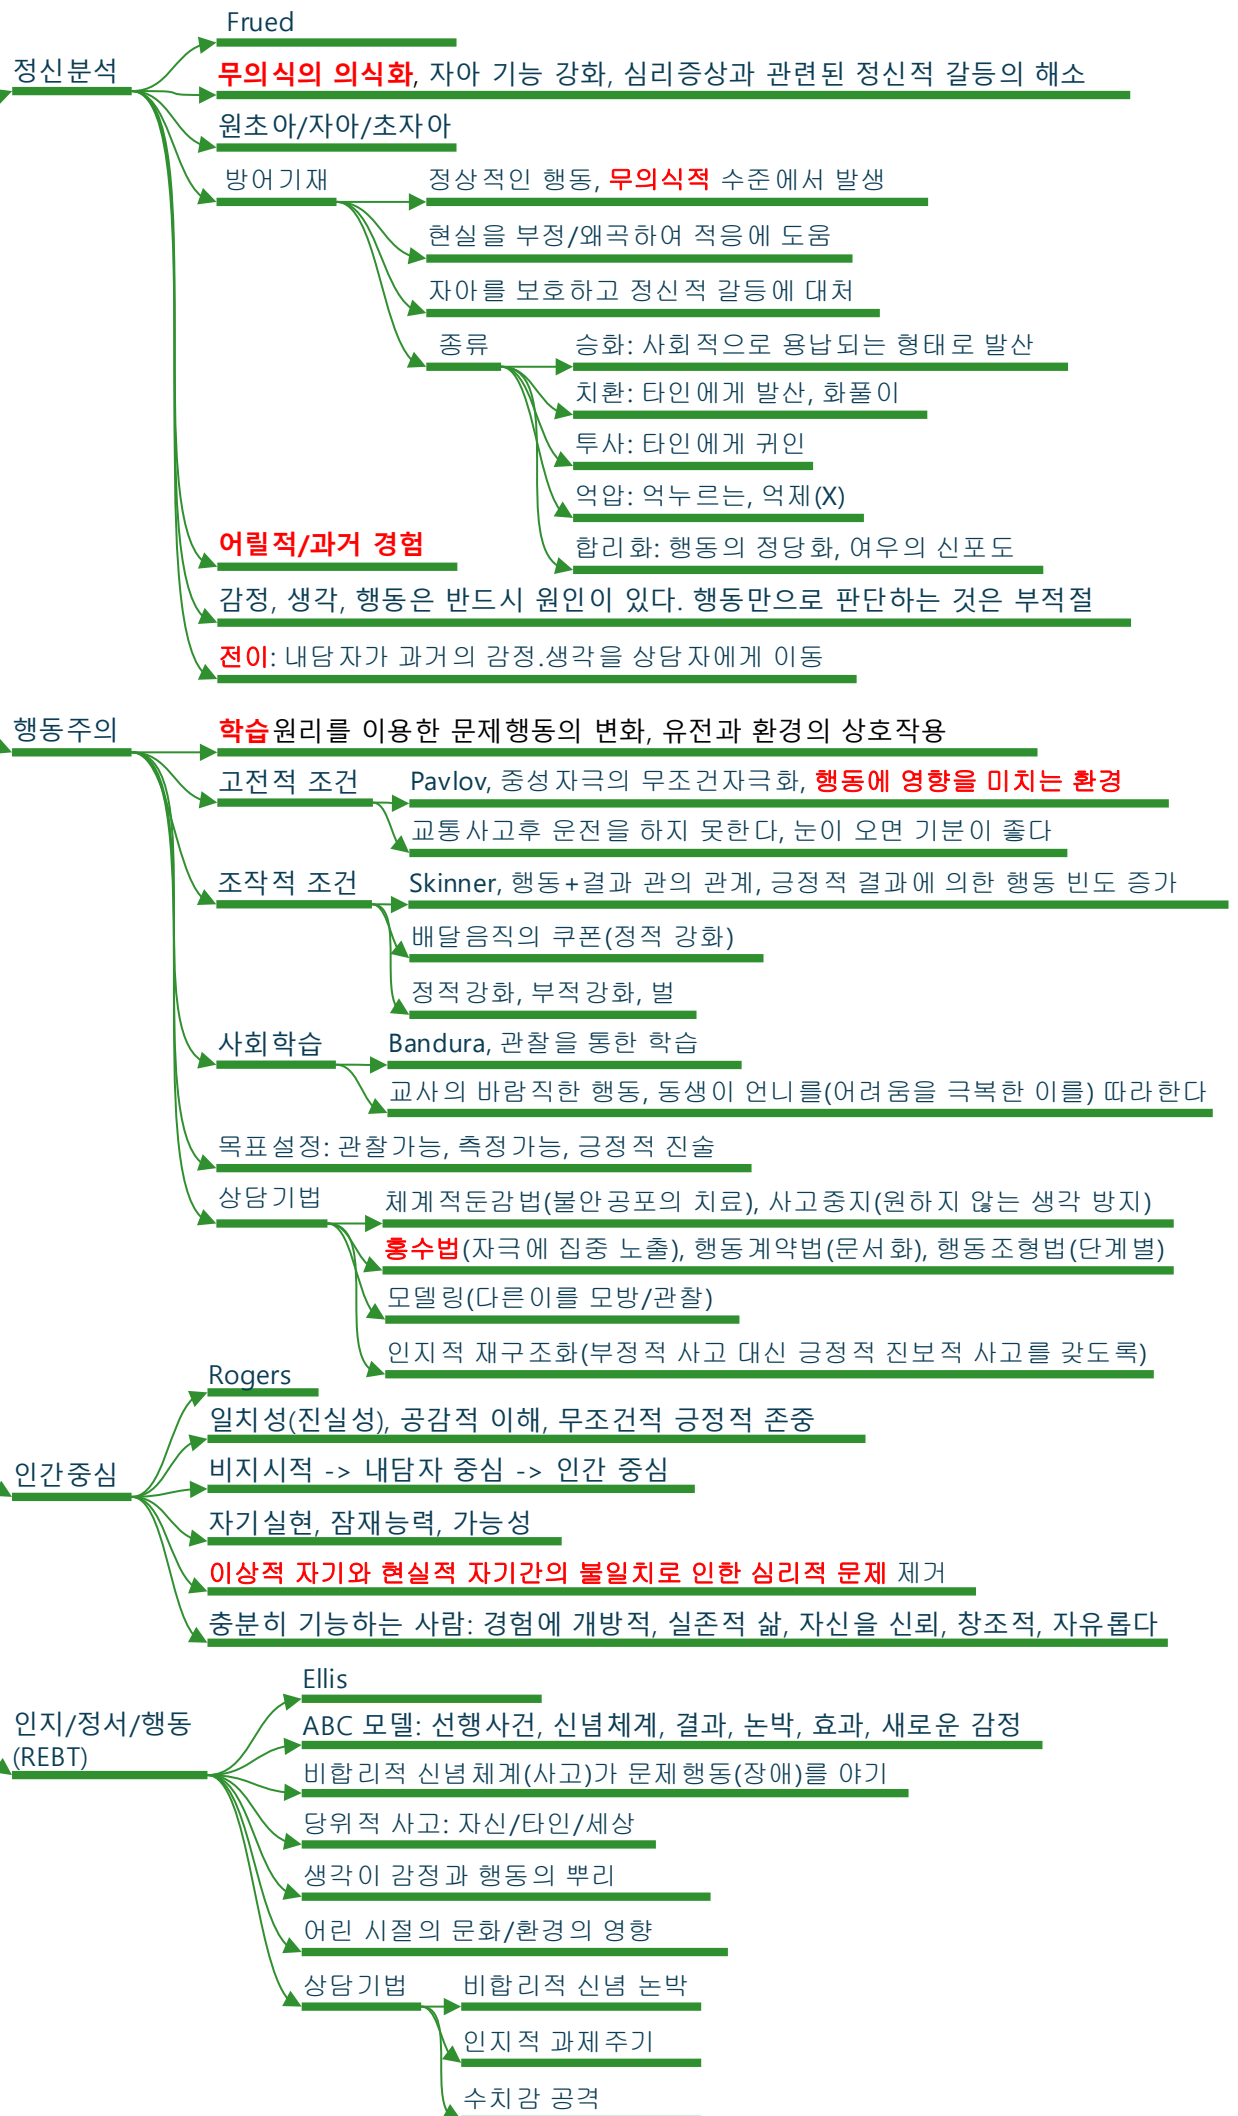 정신분석
Frued
무의식의 의식화, 자아 기능 강화, 심리증상과 관련된 정신적 갈등의 해소
원초아/자아/초자아
방어기재
정상적인 행동, 무의식적 수준에서 발생
현실을 부정/왜곡하여 적응에 도움
자아를 보호하고 정신적 갈등에 대처
종류
승화: 사회적으로 용납되는 형태로 발산
치환: 타인에게 발산, 화풀이
투사: 타인에게 귀인
억압: 억누르는, 억제(X)
합리화: 행동의 정당화, 여우의 신포도
어릴적/과거 경험
감정, 생각, 행동은 반드시 원인이 있다. 행동만으로 판단하는 것은 부적절
전이: 내담자가 과거의 감정.생각을 상담자에게 이동
행동주의
학습원리를 이용한 문제행동의 변화, 유전과 환경의 상호작용
고전적 조건
Pavlov, 중성자극의 무조건자극화, 행동에 영향을 미치는 환경
교통사고후 운전을 하지 못한다, 눈이 오면 기분이 좋다
조작적 조건
Skinner, 행동+결과 관의 관계, 긍정적 결과에 의한 행동 빈도 증가
배달음직의 쿠폰(정적 강화)
정적강화, 부적강화, 벌
사회학습
Bandura, 관찰을 통한 학습
교사의 바람직한 행동, 동생이 언니를(어려움을 극복한 이를) 따라한다
목표설정: 관찰가능, 측정가능, 긍정적 진술
상담기법
체계적둔감법(불안공포의 치료), 사고중지(원하지 않는 생각 방지)
홍수법(자극에 집중 노출), 행동계약법(문서화), 행동조형법(단계별)
모델링(다른이를 모방/관찰)
인지적 재구조화(부정적 사고 대신 긍정적 진보적 사고를 갖도록)
인간중심
Rogers
일치성(진실성), 공감적 이해, 무조건적 긍정적 존중
비지시적 -> 내담자 중심 -> 인간 중심
자기실현, 잠재능력, 가능성
이상적 자기와 현실적 자기간의 불일치로 인한 심리적 문제 제거
충분히 기능하는 사람: 경험에 개방적, 실존적 삶, 자신을 신뢰, 창조적, 자유롭다
인지/정서/행동
(REBT)
Ellis
ABC 모델: 선행사건, 신념체계, 결과, 논박, 효과, 새로운 감정
비합리적 신념체계(사고)가 문제행동(장애)를 야기
당위적 사고: 자신/타인/세상
생각이 감정과 행동의 뿌리
어린 시절의 문화/환경의 영향
상담기법
비합리적 신념 논박
인지적 과제주기
수치감 공격